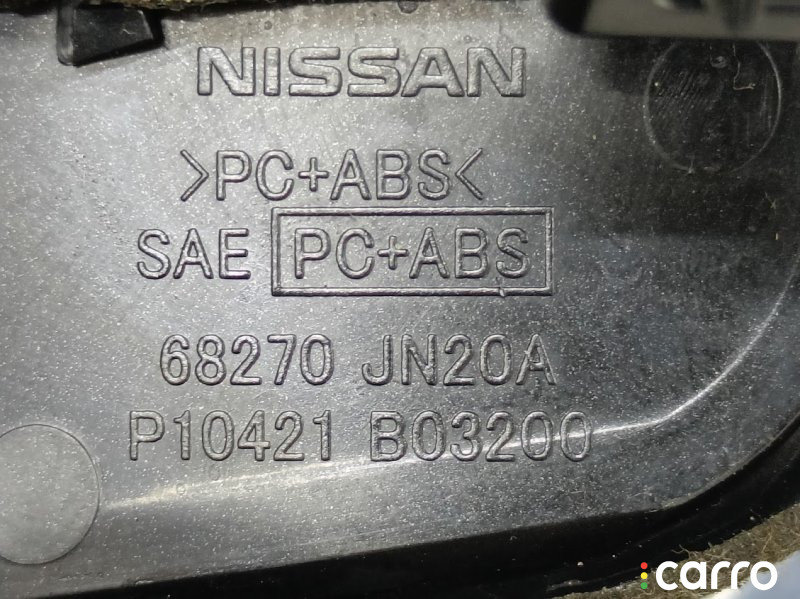 NISSAN
>PC+ABS<
SAE PC+ABS
68270 JN20A
P10421 B03200
carro